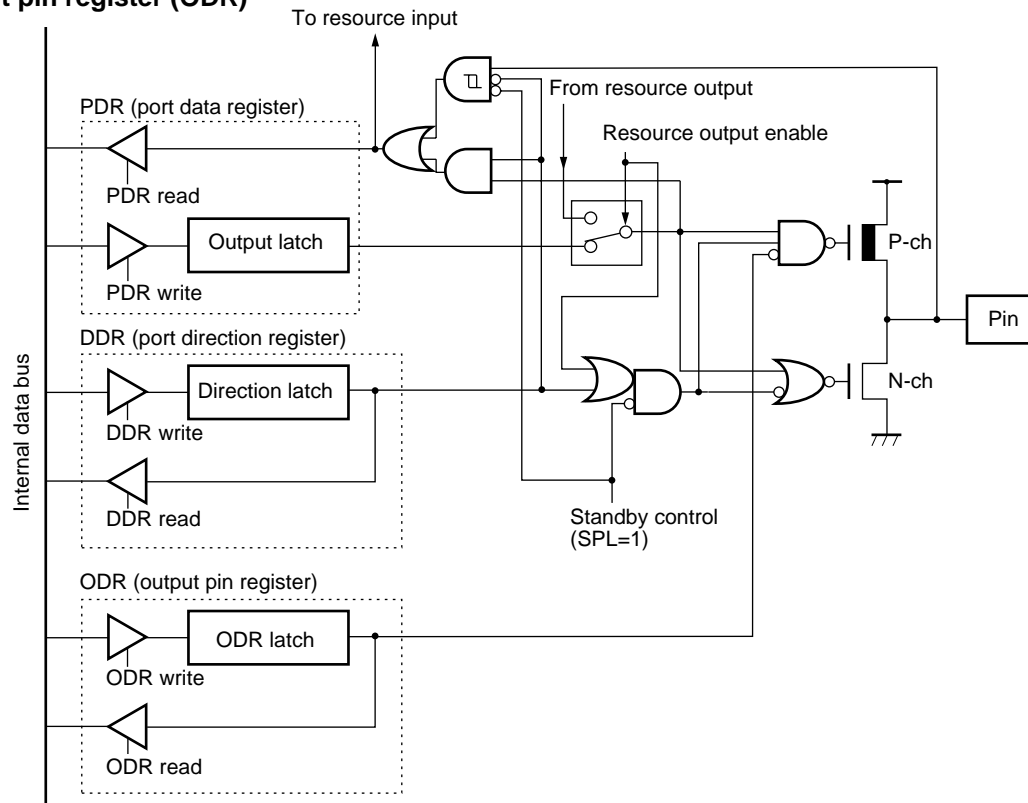 pin register (ODR)
To resource input
From resource output
PDR (port data register)
Resource output enable
PDR read
Output latch
P-ch
PDR write
Pin
DDR (port direction register)
Direction latch
N-ch
DDR write
Internal data bus
DDR read
Standby control
(SPL=1)
ODR (output pin register)
ODR latch
ODR write
ODR read